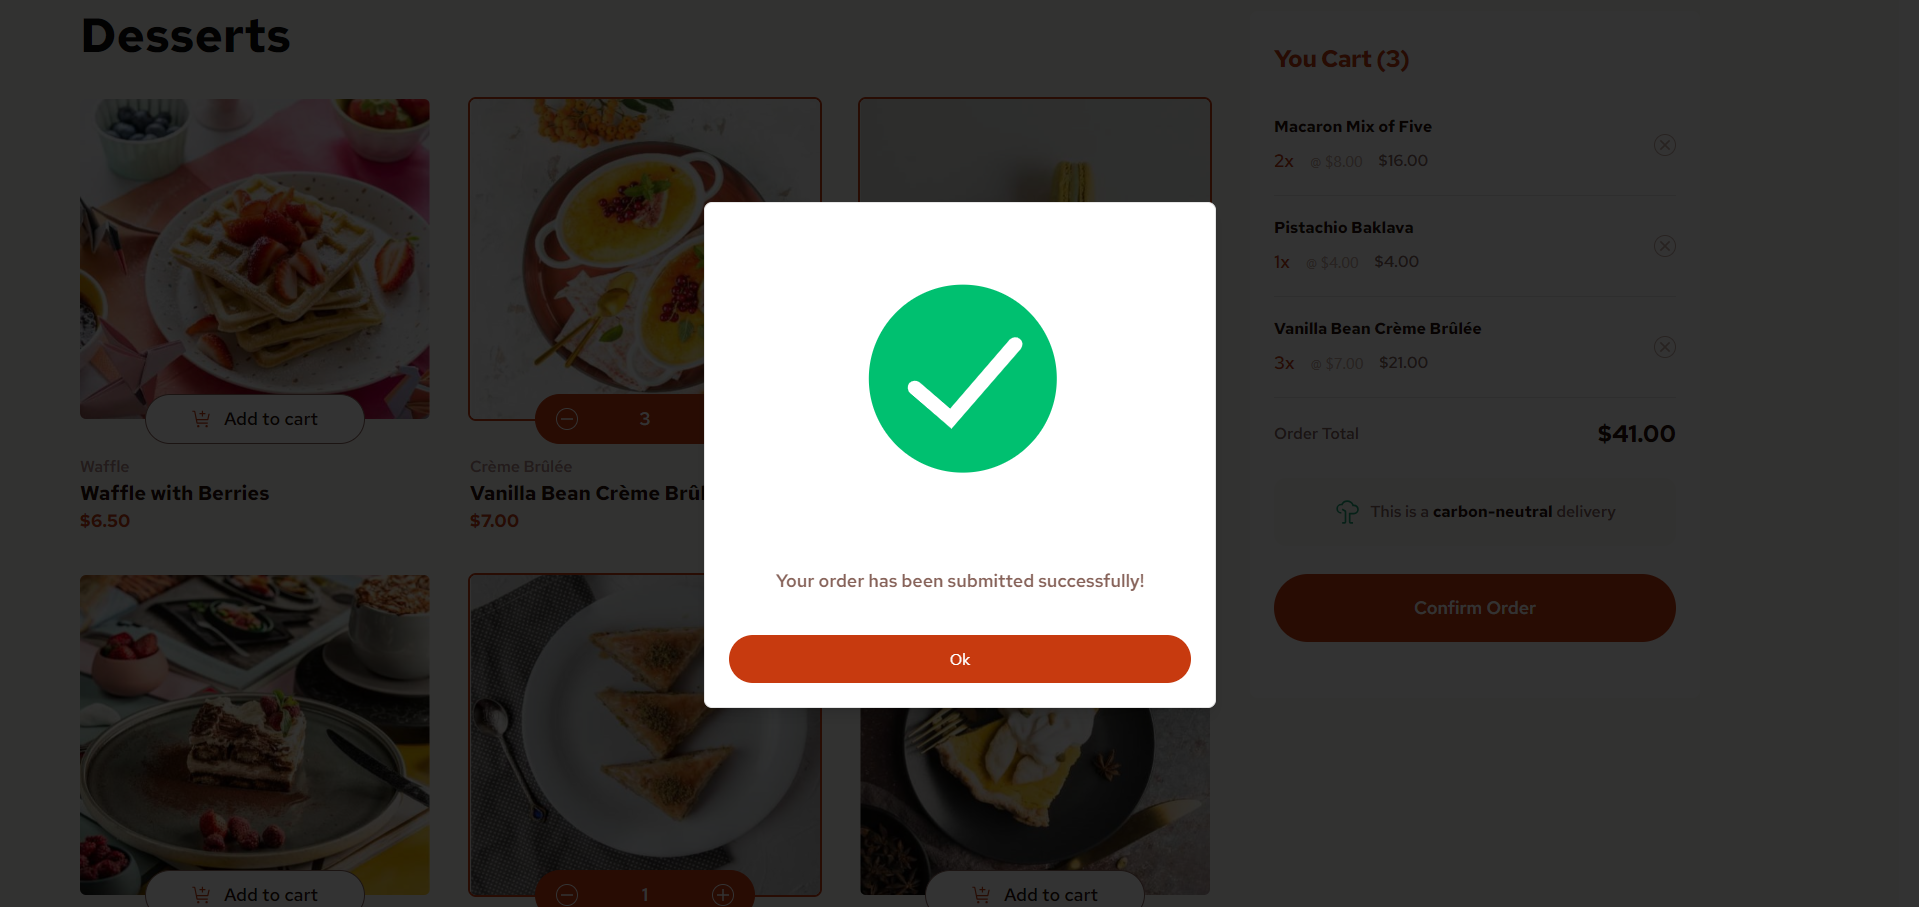 Desserts
Add to cart
Waffle
Waffle with Berries
$6.50
3
Crème Brûlée
Vanilla Bean Crème
$7.00
Add to cart
1
Add to cart
You Cart (3)
Macaron Mix of Five
2x @ $8.00 $16.00
Pistachio Baklava
1x @ $4.00 $4.00
Vanilla Bean Crème Brûlée
3x @ $7.00 $21.00
Order Total $41.00
This is a carbon-neutral delivery
Confirm Order
Your order has been submitted successfully!
Ok